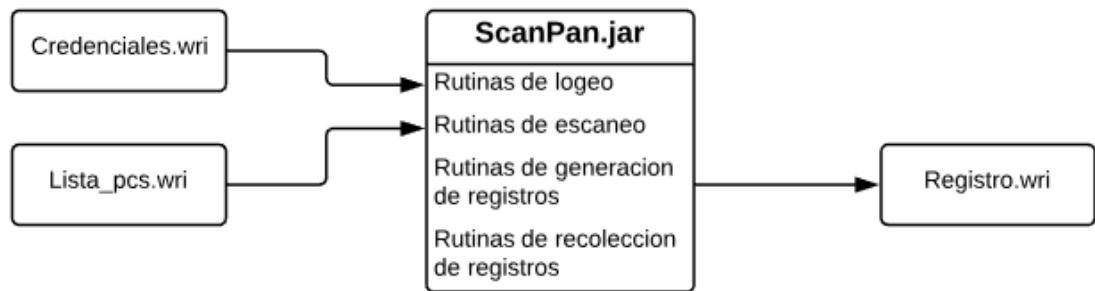 Credenciales.wri
Lista_pcs.wri
ScanPan.jar
Rutinas de logeo
Rutinas de escaneo
Rutinas de generacion
de registros
Rutinas de recoleccion
de registros
Registro.wri